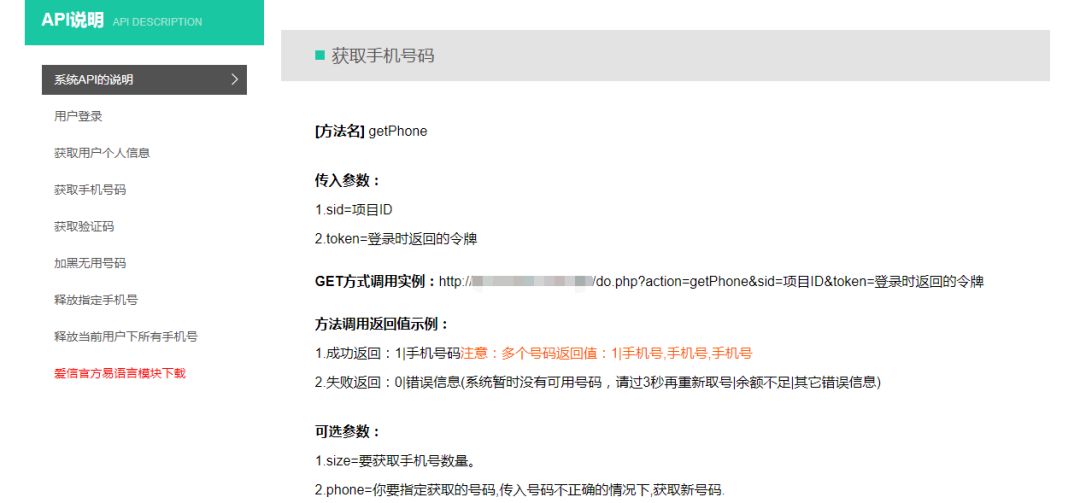 API说明 API DESCRIPTION
系统API的说明
用户登录
获取用户个人信息
获取手机号码
获取验证码
加黑无用号码
释放指定手机号
释放当前用户下所有手机号
爱信官方易语言模块下载
获取手机号码
[方法名] getPhone
传入参数：
1.sid=项目ID
2.token=登录时返回的令牌
GET方式调用实例：http:///do.php?action=getPhone&sid=项目ID&token=登录时返回的令牌
方法调用返回值示例：
1.成功返回：1|手机号码注意：多个号码返回值：1|手机号,手机号,手机号
2.失败返回：0|错误信息(系统暂时没有可用号码，请过3秒再重新取号|余额不足|其它错误信息)
可选参数：
1.size=要获取手机号数量。
2.phone=你要指定获取的号码,传入号码不正确的情况下,获取新号码.